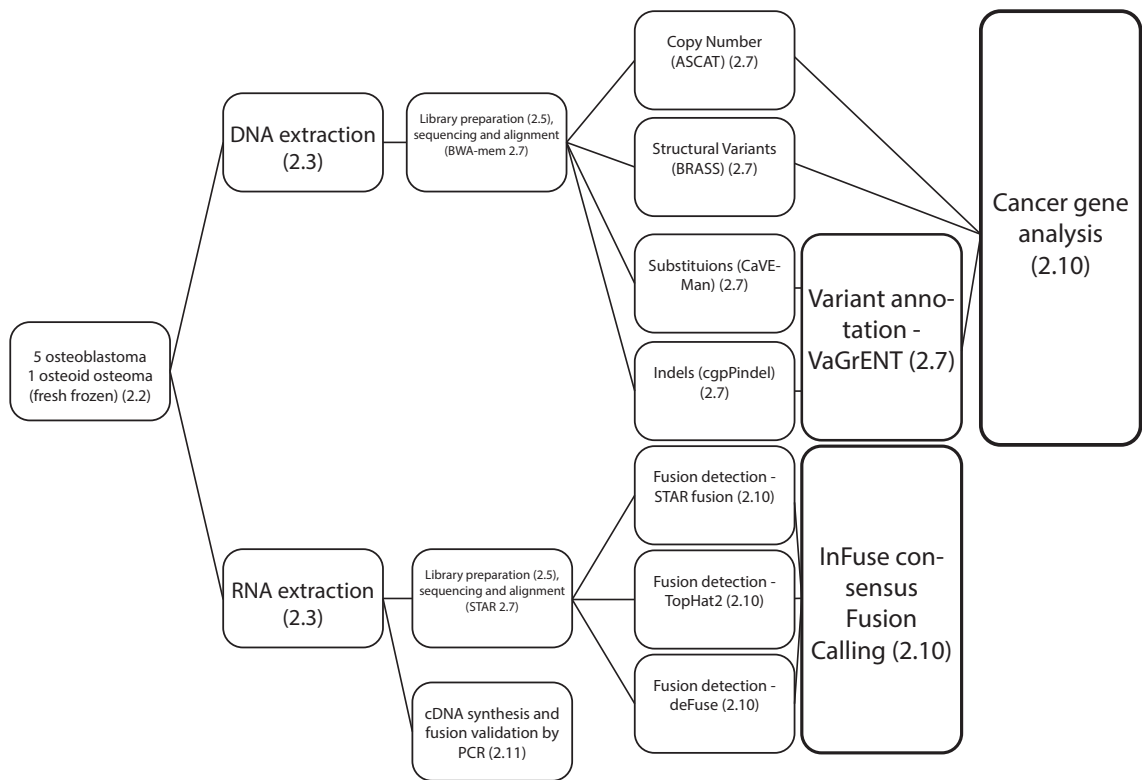 5 osteoblastoma
1 osteoid osteoma
(fresh frozen) (2.2)
DNA extraction
(2.3)
Library preparation (2.5),
sequencing and alignment
(BWA-mem 2.7)
Copy Number
(ASCAT) (2.7)
Structural Variants
(BRASS) (2.7)
Substituions (CaVE-
Man) (2.7)
Indels (cgpPindel)
(2.7)
Variant anno-
tation -
VaGrENT (2.7)
Cancer gene
analysis
(2.10)
RNA extraction
(2.3)
Library preparation (2.5),
sequencing and alignment
(STAR 2.7)
cDNA synthesis and
fusion validation by
PCR (2.11)
Fusion detection -
STAR fusion (2.10)
Fusion detection -
TopHat2 (2.10)
Fusion detection -
deFuse (2.10)
InFuse con-
sensus
Fusion
Calling (2.10)